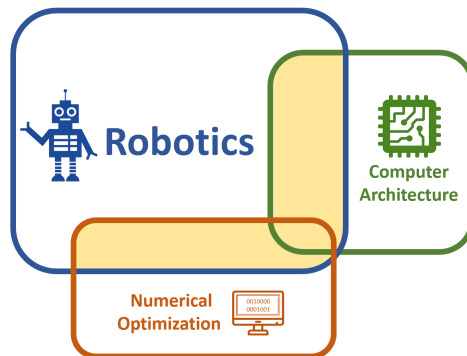 Robotics
Computer
Architecture
Numerical
Optimization
0010000
0001001